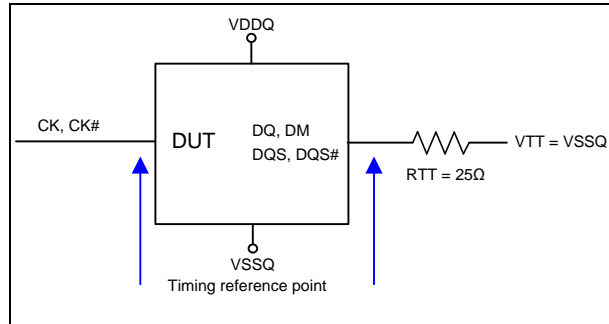 VDDQ
CK, CK#
DUT
DQ, DM
DQS, DQS#
VTT = VSSQ
RTT = 25Ω
VSSQ
Timing reference point